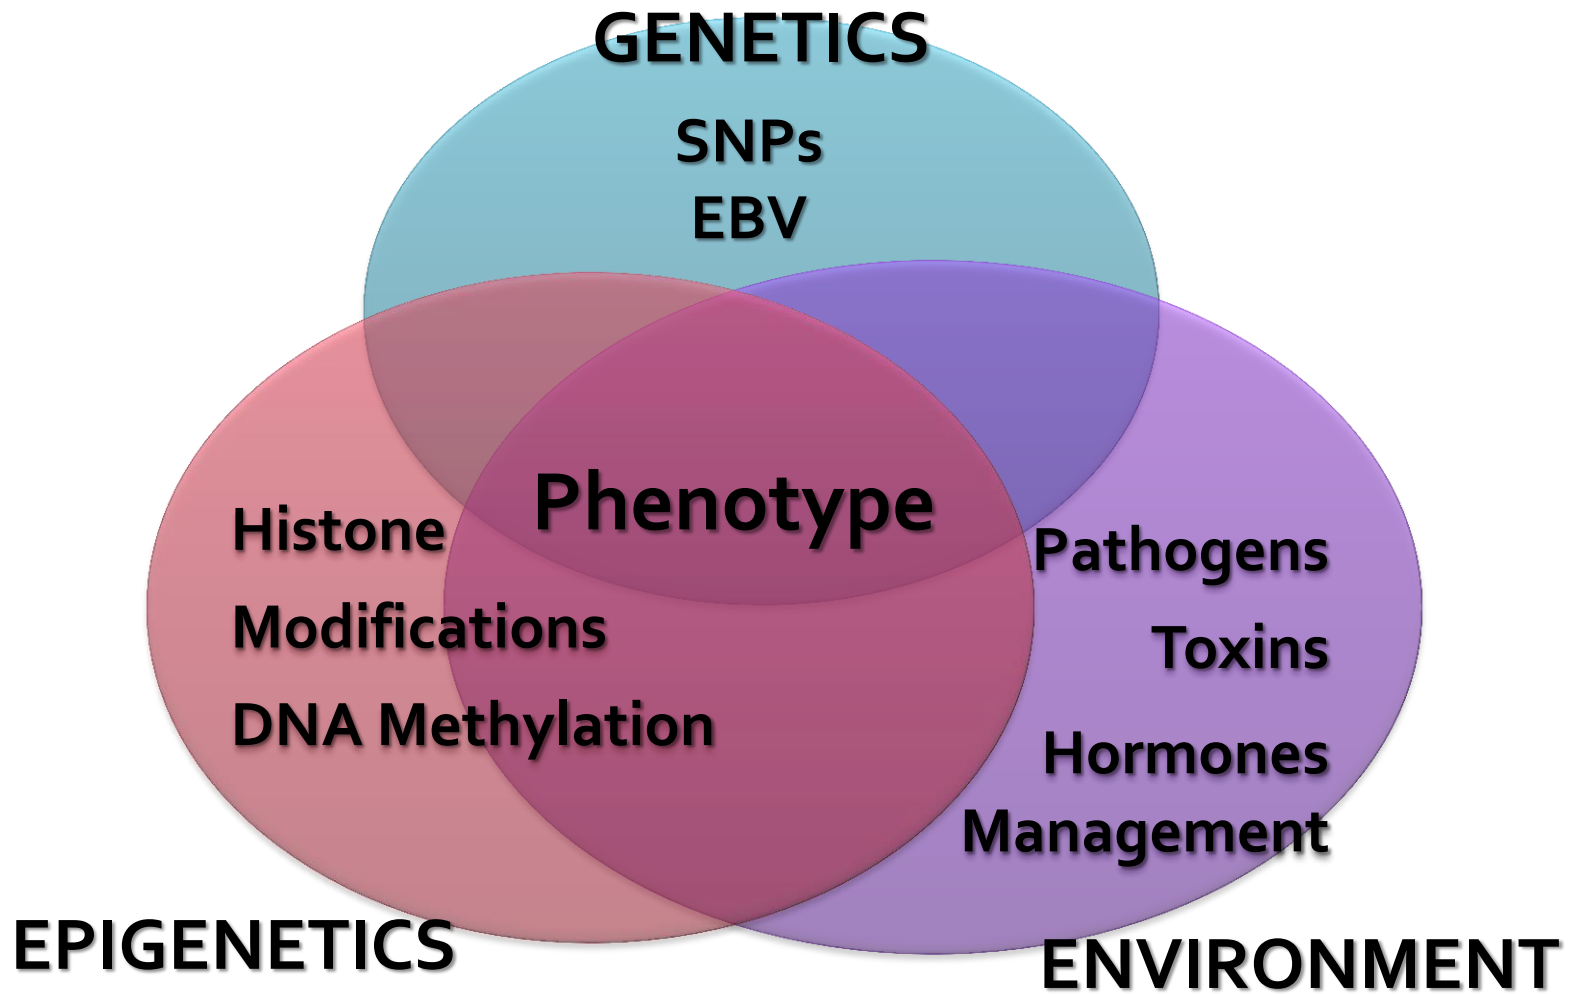 GENETICS
SNPs
EBV
Phenotype
Histone
Modifications
DNA Methylation
Pathogens
Toxins
Hormones
Management
EPIGENETICS
ENVIRONMENT